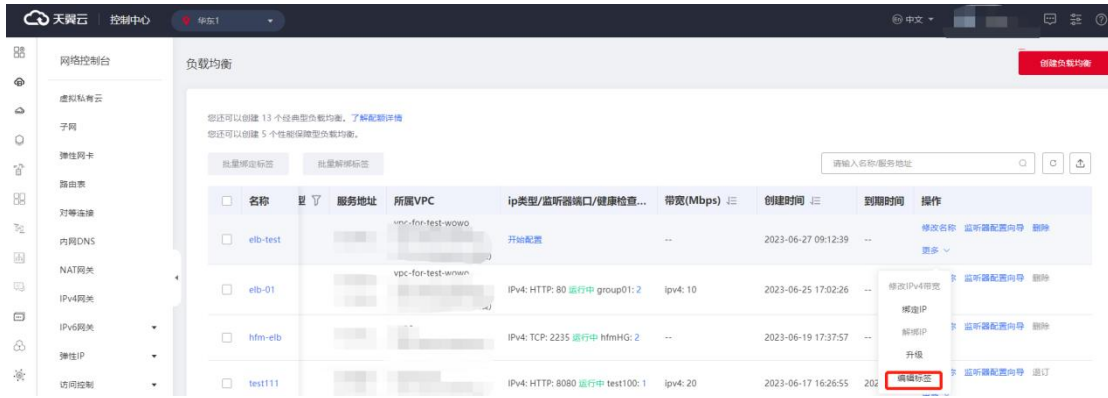 天翼云 控制中心 华东1 中文
网络控制台
虚拟私有云
子网
弹性网卡
路由表
对等连接
内网DNS
NAT网关
IPv4网关
IPv6网关
弹性IP
访问控制
负载均衡 创建负载均衡
您还可以创建 13 个经典型负载均衡。了解配额详情
您还可以创建 5 个性能保障型负载均衡。
批量绑定标签 批量解绑标签 请输入名称/服务地址
名称 型 服务地址 所属VPC ip类型/监听器端口/健康检查... 带宽(Mbps) 创建时间 到期时间 操作
vpc-for-test-wowo
elb-test 开始配置 -- 2023-06-27 09:12:39 -- 修改名称 监听器配置向导 删除
更多
vpc-for-test-wowo
elb-01 IPv4: HTTP: 80 运行中 group01: 2 ipv4: 10 2023-06-25 17:02:26 -- 监听器配置向导 删除
hfm-elb IPv4: TCP: 2235 运行中 hfmHG: 2 -- 2023-06-19 17:37:57 -- 监听器配置向导 删除
test111 IPv4: HTTP: 8080 运行中 test100: 1 ipv4: 20 2023-06-17 16:26:55 202 监听器配置向导 退订
修改IPv4带宽
绑定IP
解绑IP
升级
编辑标签